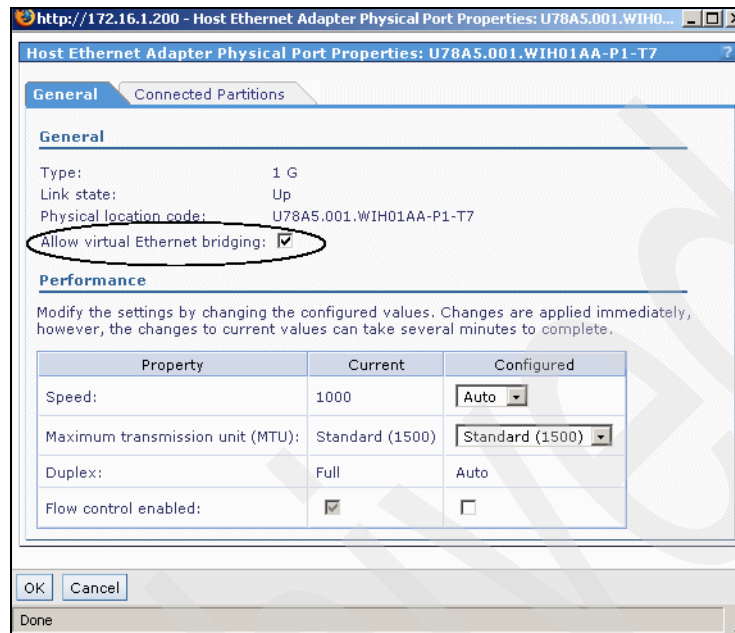 http://172.16.1.200 - Host Ethernet Adapter Physical Port Properties: U78A5.001.WIH0...
Host Ethernet Adapter Physical Port Properties: U78A5.001.WIH01AA-P1-T7 ?
General Connected Partitions
General
Type: 1 G
Link state: Up
Physical location code: U78A5.001.WIH01AA-P1-T7
Allow virtual Ethernet bridging:
Performance
Modify the settings by changing the configured values. Changes are applied immediately,
however, the changes to current values can take several minutes to complete.
Property Current Configured
Speed: 1000 Auto
Maximum transmission unit (MTU): Standard (1500) Standard (1500)
Duplex: Full Auto
Flow control enabled:
OK Cancel
Done